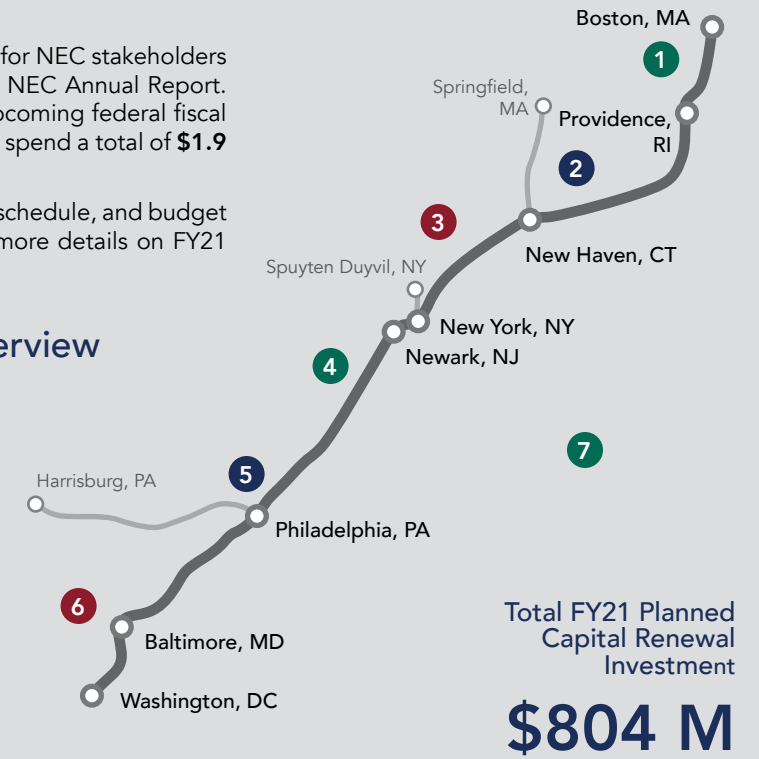 for NEC stakeholders
NEC Annual Report.
pcoming federal fiscal
spend a total of $1.9
schedule, and budget
more details on FY21
erview
Boston, MA
1
Springfield,
MA
Providence,
RI
2
3
New Haven, CT
Spuyten Duyvil, NY
New York, NY
Newark, NJ
4
7
5
Harrisburg, PA
Philadelphia, PA
6
Baltimore, MD
Washington, DC
Total FY21 Planned
Capital Renewal
Investment
$804 M